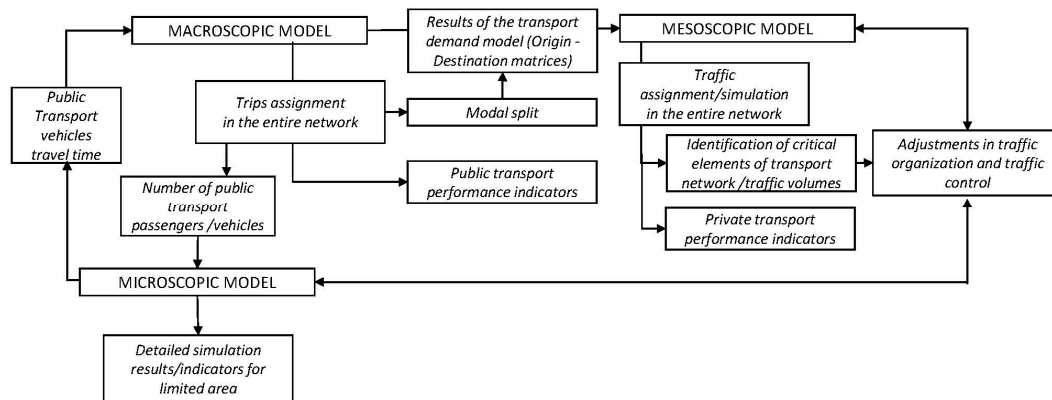 MACROSCOPIC MODEL
Results of the transport
demand model (Origin -
Destination matrices)
MESOSCOPIC MODEL
Public
Transport
vehicles
travel time
Trips assignment
in the entire network
Modal split
Traffic
assignment/simulation
in the entire network
Identification of critical
elements of transport
network /traffic volumes
Adjustments in traffic
organization and traffic
control
Number of public
transport
passengers /vehicles
Public transport
performance indicators
Private transport
performance indicators
MICROSCOPIC MODEL
Detailed simulation
results/indicators for
limited area